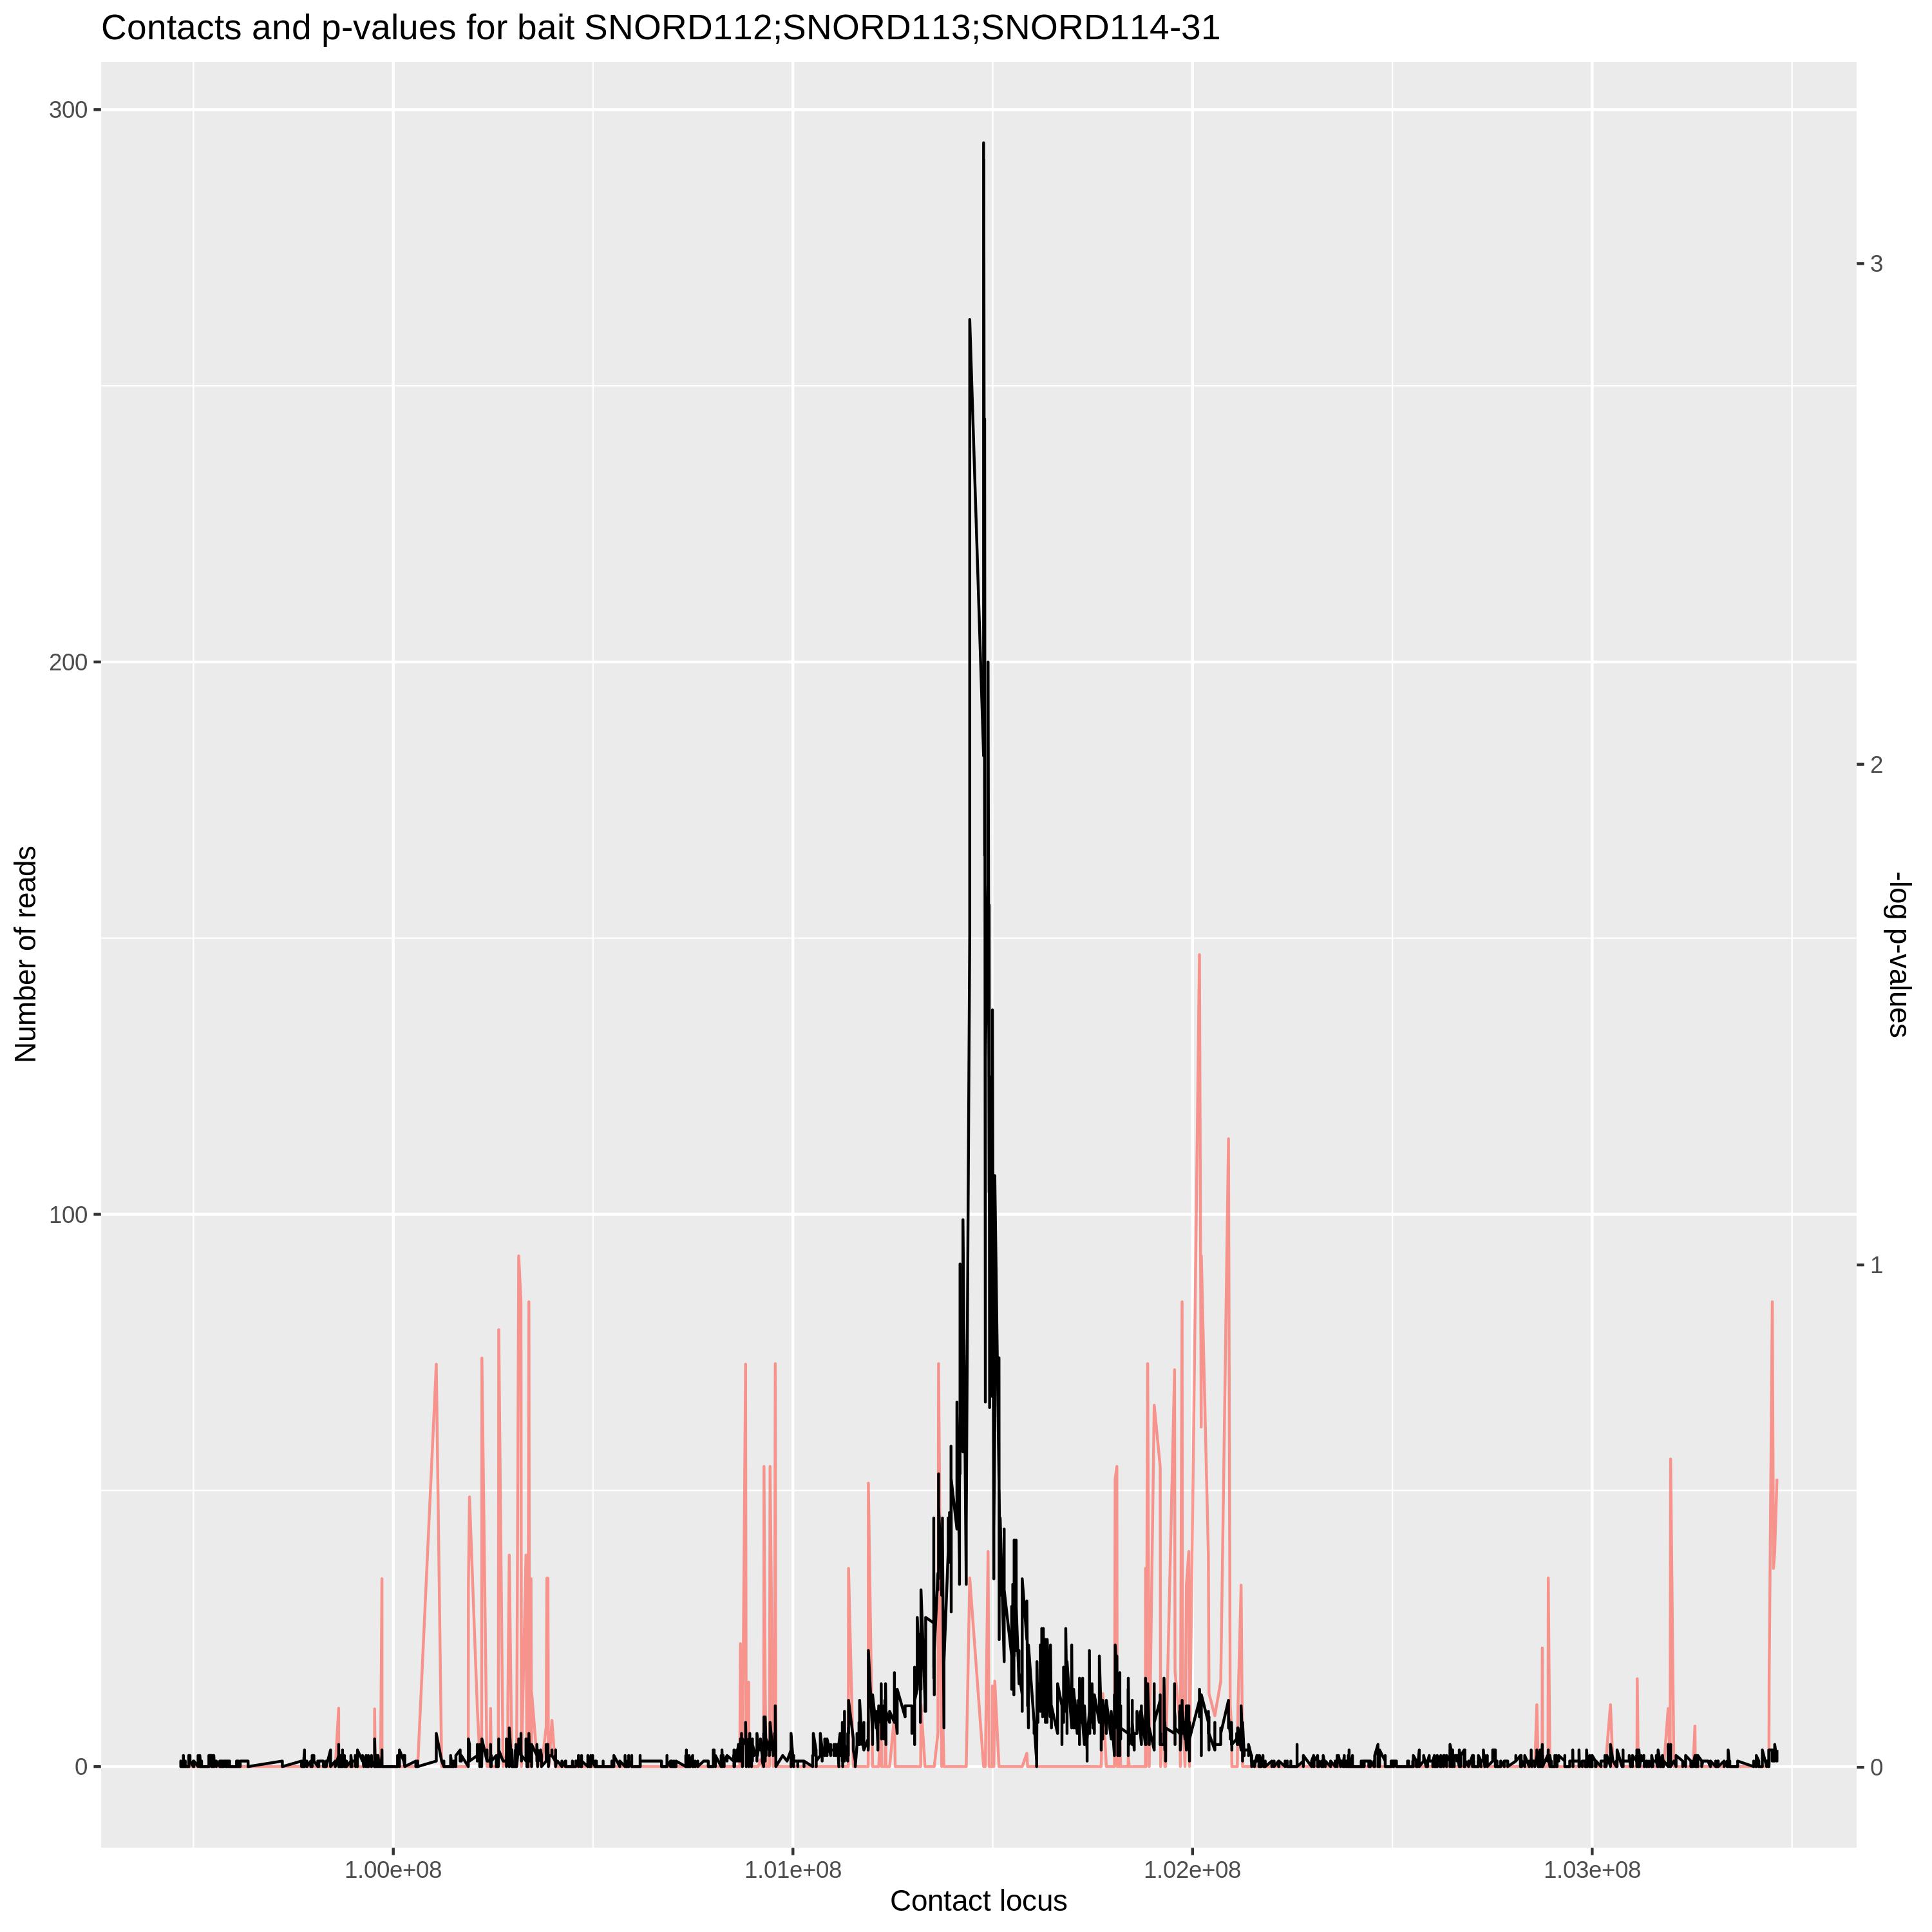 Contacts and p-values for bait SNORD112;SNORD113;SNORD114-31
300
200
100
0
Number of reads
3
2
1
0
-log p-values
1.00e+08
1.01e+08
1.02e+08
1.03e+08
Contact locus